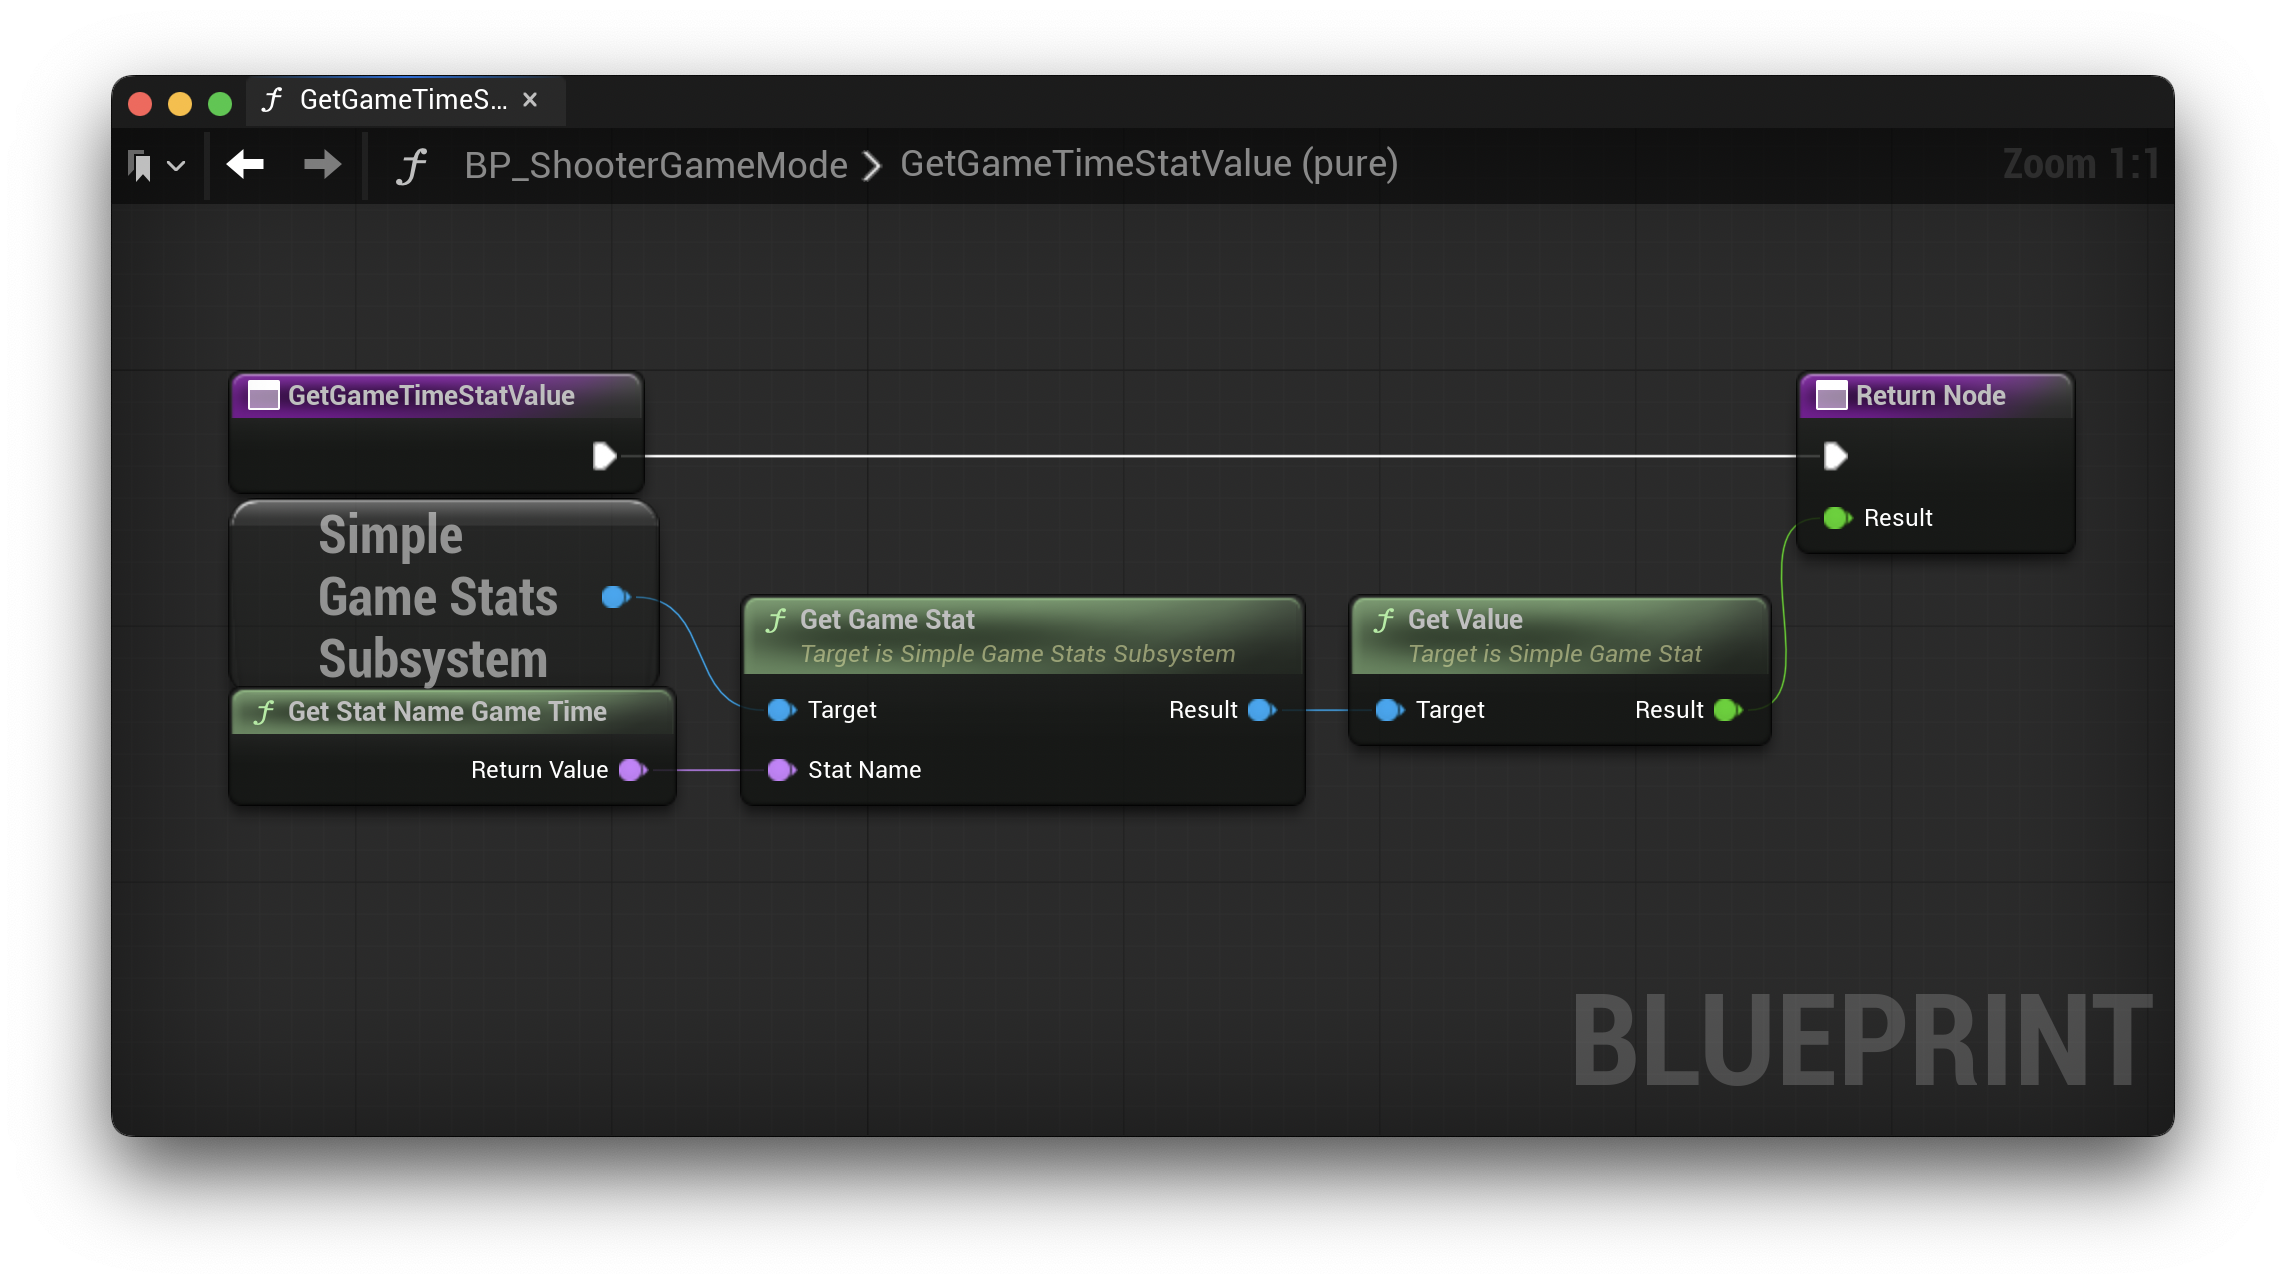 GetGameTimeS...
BP_ShooterGameMode
GetGameTimeStatValue (pure)
Zoom 1:1
GetGameTimeStatValue
Return Node
Result
Simple
Game Stats
Subsystem
Get Game Stat
Target is Simple Game Stats Subsystem
Target
Result
Stat Name
Get Value
Target is Simple Game Stat
Target
Result
Get Stat Name Game Time
Return Value
BLUEPRINT